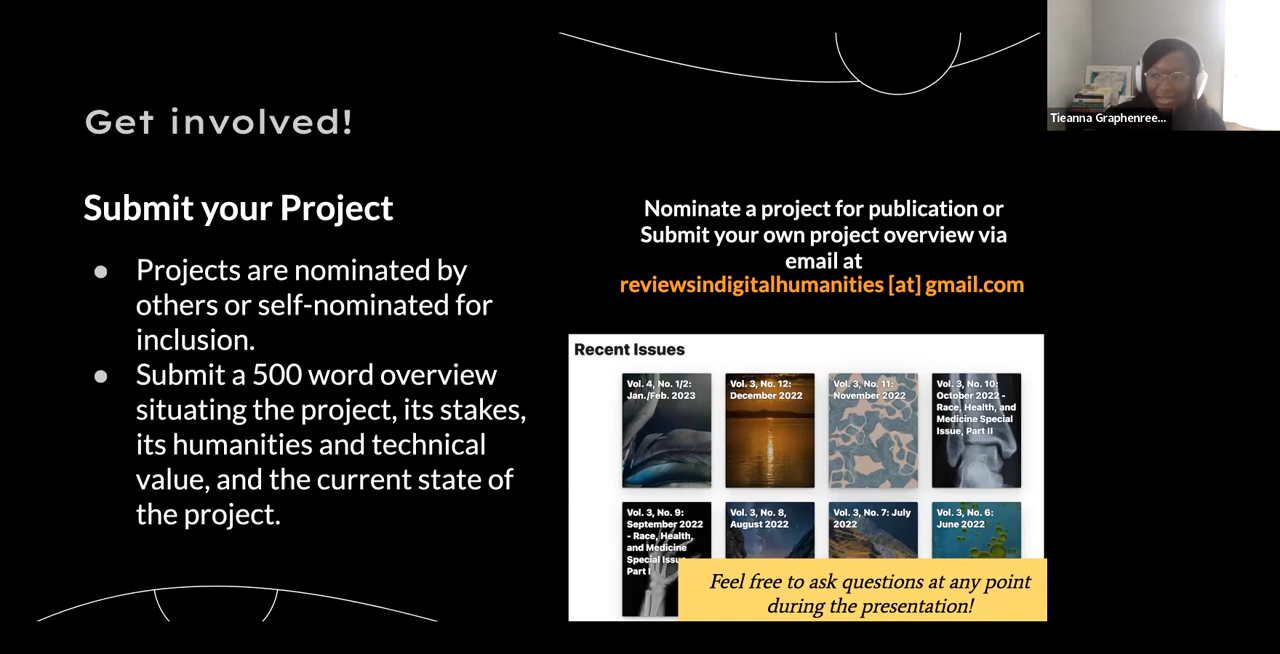 Get involved!
Submit your Project
● Projects are nominated by
others or self-nominated for
inclusion.
● Submit a 500 word overview
situating the project, its stakes,
its humanities and technical
value, and the current state of
the project.
Nominate a project for publication or
Submit your own project overview via
email at
reviewsindigitalhumanities [at] gmail.com
Recent Issues
Vol. 4, No. 1/2:
Jan./Feb. 2023
Vol. 3, No. 12:
December 2022
Vol. 3, No. 11:
November 2022
Vol. 3, No. 10:
October 2022 -
Race, Health, and
Medicine Special
Issue, Part II
Vol. 3, No. 9:
September 2022
- Race, Health,
and Medicine
Special Issue
Part I
Vol. 3, No. 8,
August 2022
Vol. 3, No. 7: July
2022
Vol. 3, No. 6:
June 2022
Feel free to ask questions at any point
during the presentation!
Tieanna Graphenree...